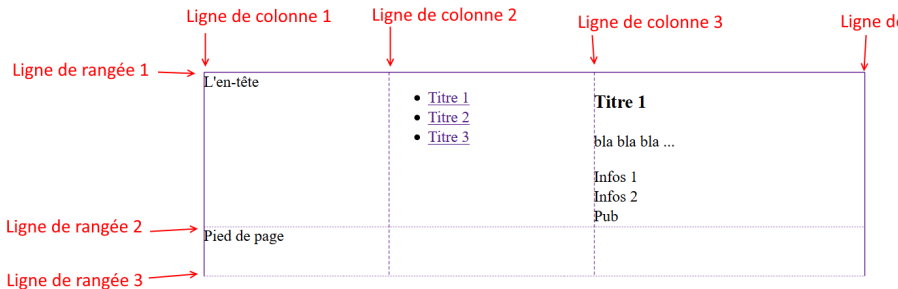 Ligne de colonne 1
Ligne de colonne 2
Ligne de colonne 3
Ligne
Ligne de rangée 1
L'en-tête
Titre 1
Titre 2
Titre 3
Titre 1
bla bla bla ...
Infos 1
Infos 2
Pub
Ligne de rangée 2
Pied de page
Ligne de rangée 3